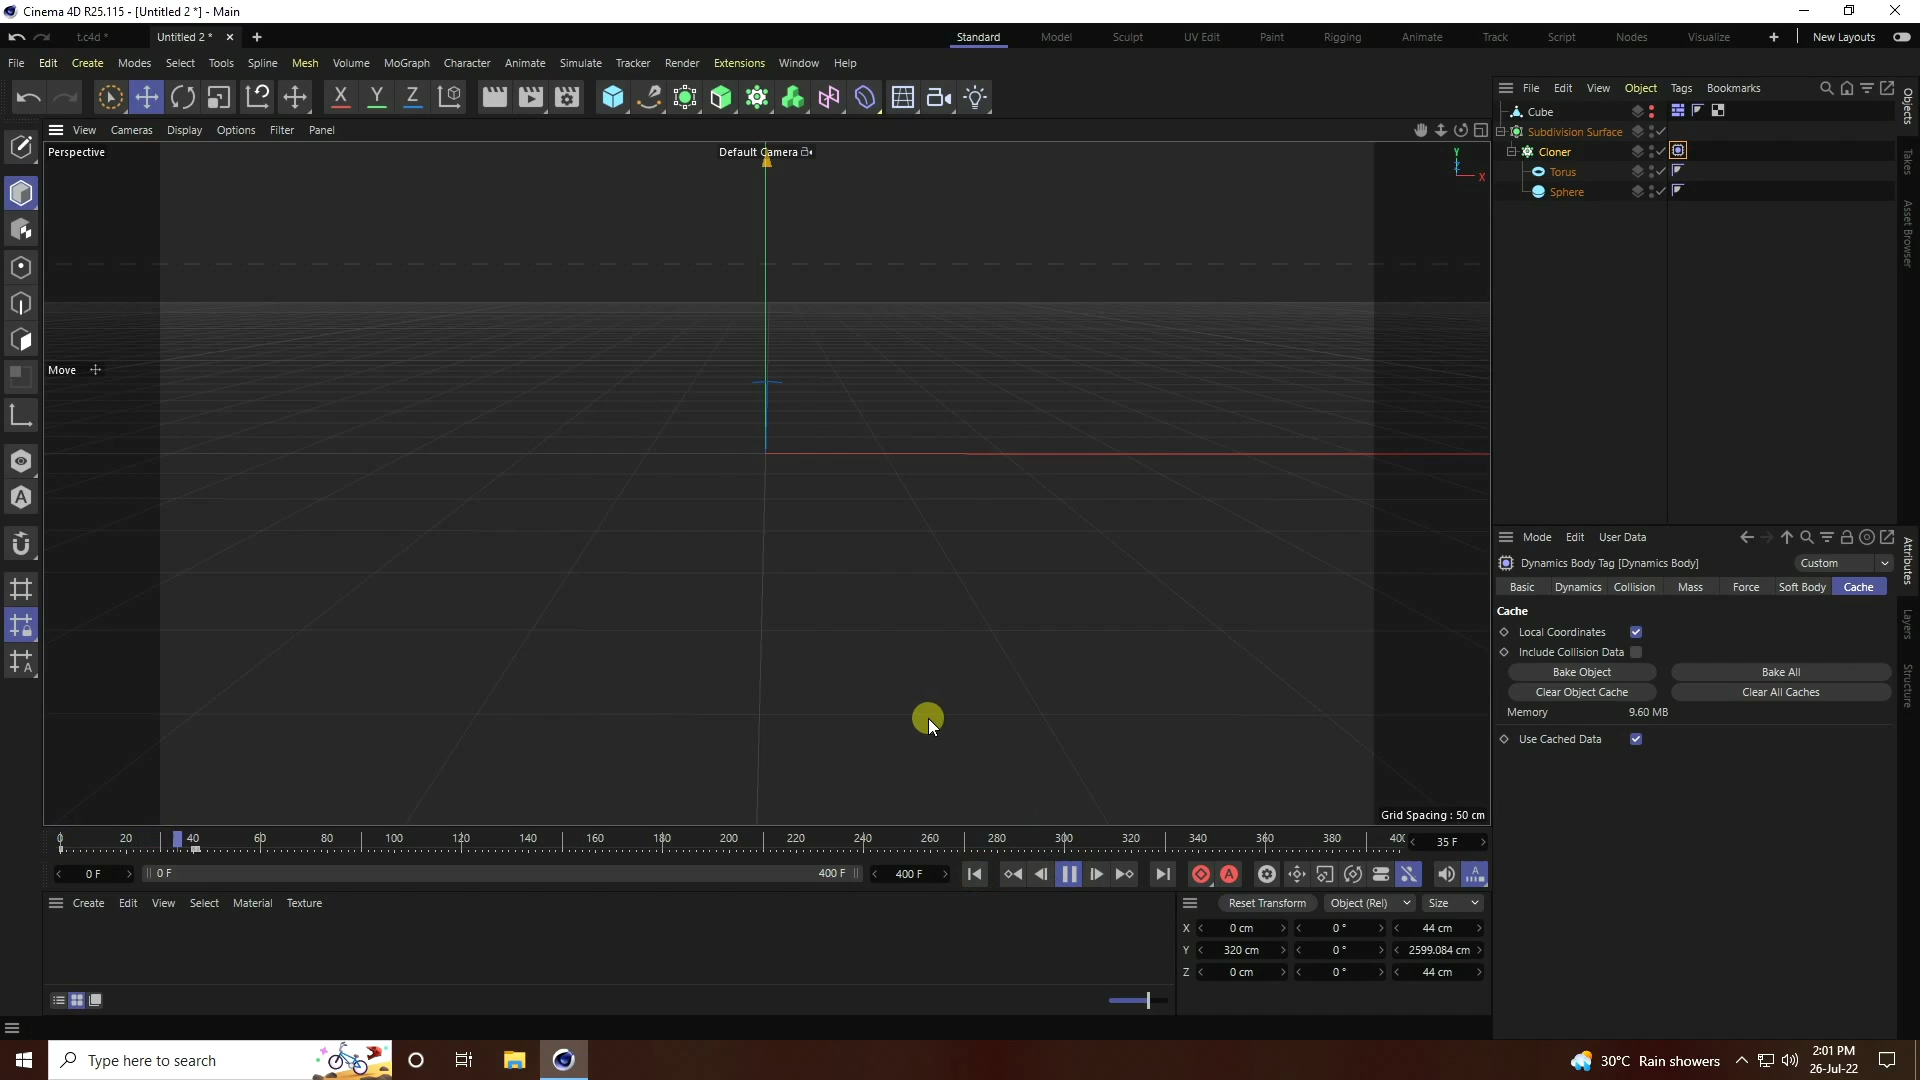 Cinema 4D R25.115 - [Untitled 2 *] - Main
t.c4d *
Untitled 2 *
Standard
Model
Sculpt
UV Edit
Paint
Rigging
Animate
Track
Script
Nodes
Visualize
New Layouts
File Edit Create Modes Select Tools Spline Mesh Volume MoGraph Character Animate Simulate Tracker Render Extensions Window Help
X Y Z
File Edit View Object Tags Bookmarks
View Cameras Display Options Filter Panel
Perspective
Default Camera
Y
X
Z
Move
Grid Spacing : 50 cm
Cube
Subdivision Surface
Cloner
Torus
Sphere
Objects
Takes
Asset Browser
Mode Edit User Data
Dynamics Body Tag [Dynamics Body]
Custom
Basic Dynamics Collision Mass Force Soft Body Cache
Cache
Local Coordinates
Include Collision Data
Bake Object
Bake All
Clear Object Cache
Clear All Caches
Memory 9.60 MB
Use Cached Data
Attributes
Layers
Structure
0 20 40 60 80 100 120 140 160 180 200 220 240 260 280 300 320 340 360 380 40
35 F
0 F
0 F
400 F
400 F
Create Edit View Select Material Texture
Reset Transform
Object (Rel)
Size
X 0 cm 0 ° 44 cm
Y 320 cm 0 ° 2599.084 cm
Z 0 cm 0 ° 44 cm
Type here to search
30°C Rain showers
2:01 PM
26-Jul-22